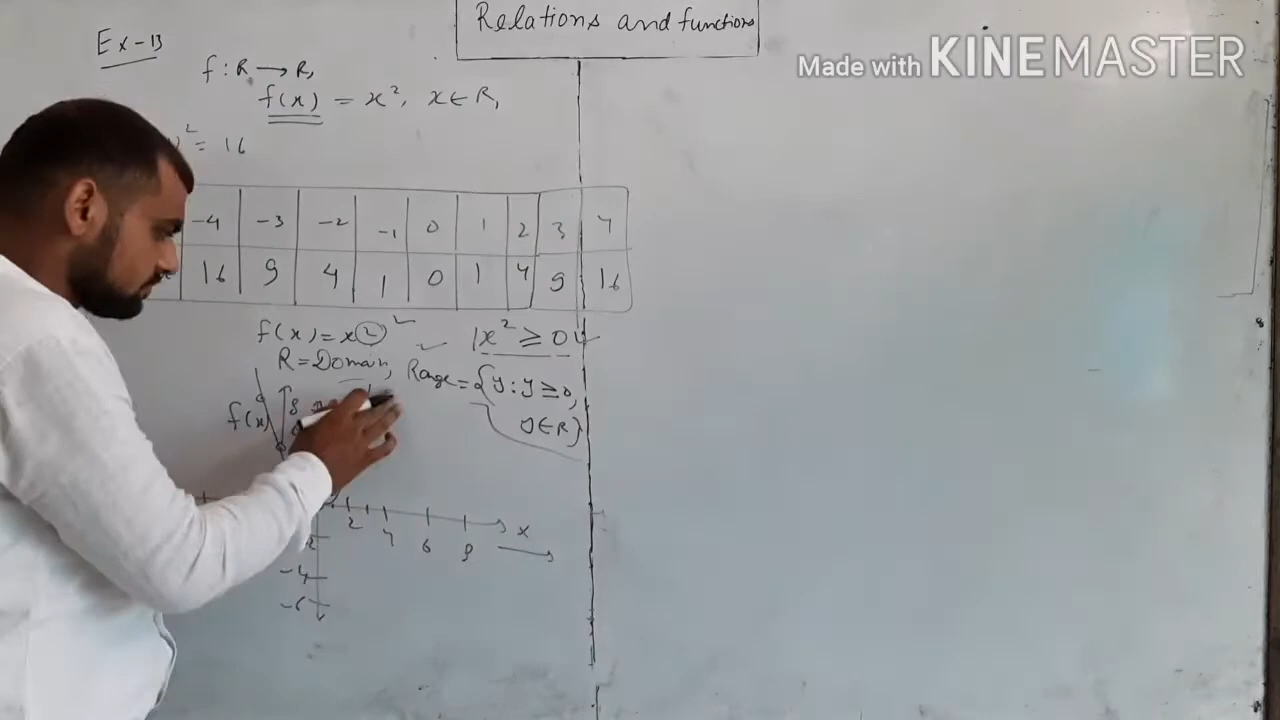 Relations and functions
Made with KINEMASTER
Ex-13
f : R → R,
f(x) = x², x ∈ R,
² = 16
-4 -3 -2 -1 0 1 2 3 4
16 9 4 1 0 1 4 9 16
f(x) = x² x² ≥ 0
R = Domain, Range = {y : y ≥ 0,
y ∈ R}
f(x) 8
2 4 6 8 x
-4
-6